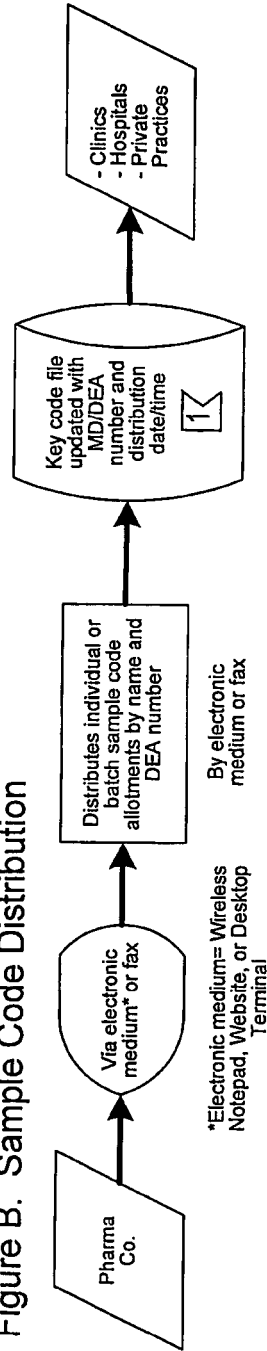 Figure B. Sample Code Distribution
Pharma
Co.
Via electronic
medium* or fax
*Electronic medium= Wireless
Notepad, Website, or Desktop
Terminal
Distributes individual or
batch sample code
allotments by name and
DEA number
By electronic
medium or fax
Key code file
updated with
MD/DEA
number and
distribution
date/time
1
- Clinics
- Hospitals
- Private
Practices